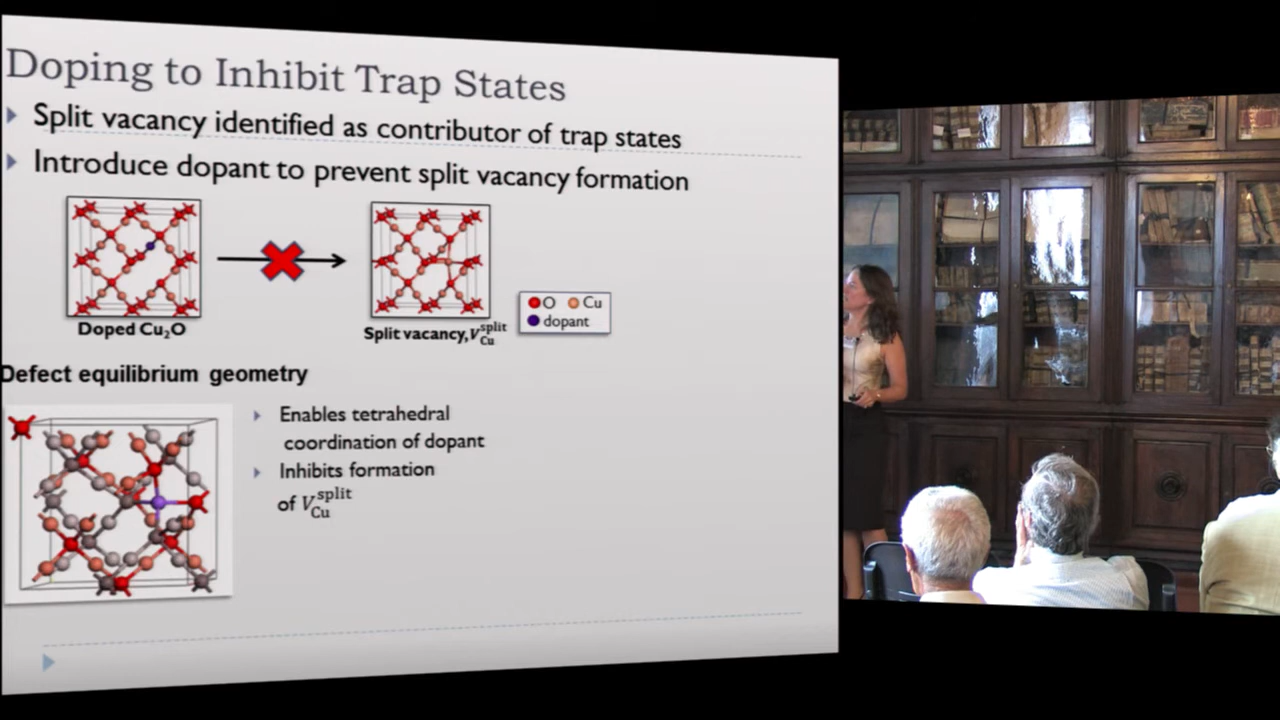 Doping to Inhibit Trap States
Split vacancy identified as contributor of trap states
Introduce dopant to prevent split vacancy formation
O Cu
dopant
Doped Cu₂O
Split vacancy, V_Cu^split
Defect equilibrium geometry
Enables tetrahedral
coordination of dopant
Inhibits formation
of V_Cu^split